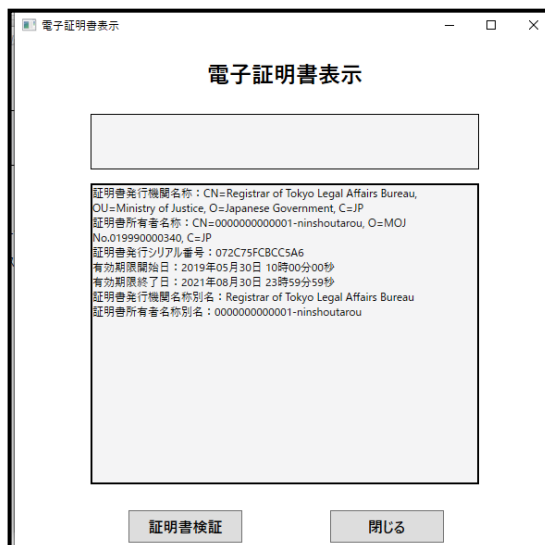 電子証明書表示
電子証明書表示
証明書発行機関名称：CN=Registrar of Tokyo Legal Affairs Bureau,
OU=Ministry of Justice, O=Japanese Government, C=JP
証明書所有者名称：CN=0000000000001-ninshoutarou, O=MOJ
No.019990000340, C=JP
証明書発行シリアル番号：072C75FCBCC5A6
有効期限開始日：2019年05月30日 10時00分00秒
有効期限終了日：2021年08月30日 23時59分59秒
証明書発行機関名称別名：Registrar of Tokyo Legal Affairs Bureau
証明書所有者名称別名：0000000000001-ninshoutarou
証明書検証
閉じる